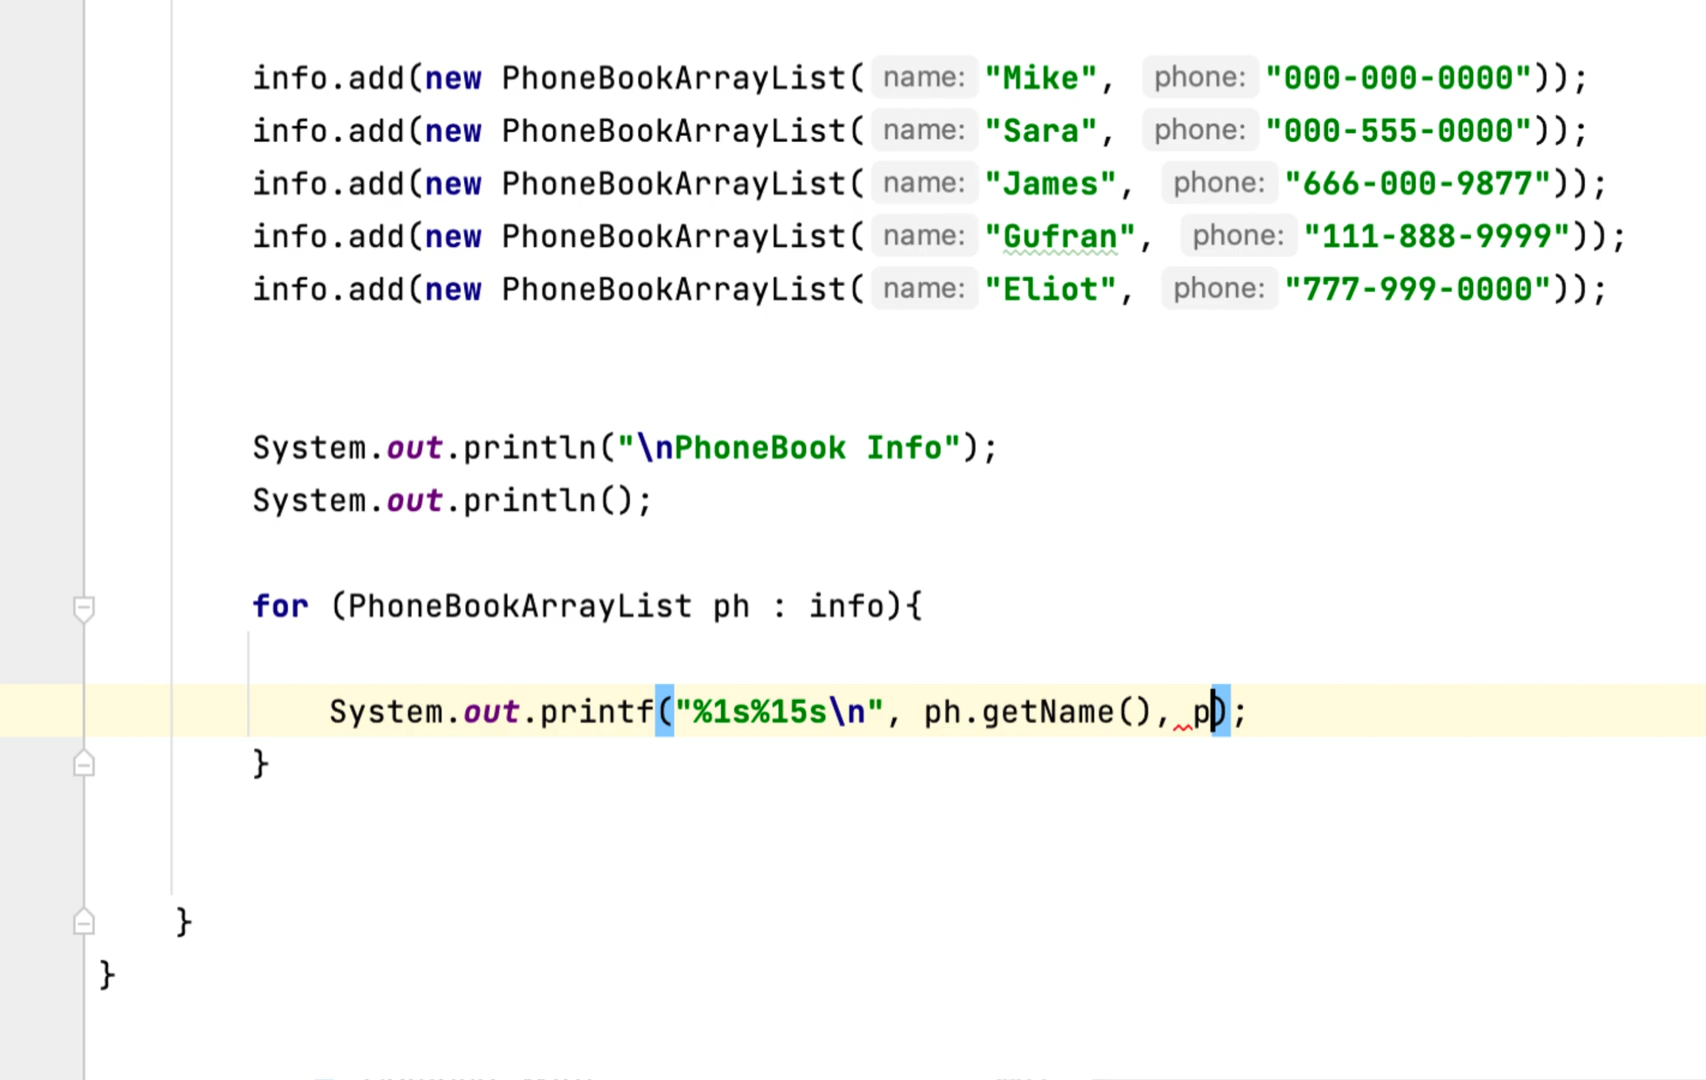 info.add(new PhoneBookArrayList( name: "Mike", phone: "000-000-0000"));
info.add(new PhoneBookArrayList( name: "Sara", phone: "000-555-0000"));
info.add(new PhoneBookArrayList( name: "James", phone: "666-000-9877"));
info.add(new PhoneBookArrayList( name: "Gufran", phone: "111-888-9999"));
info.add(new PhoneBookArrayList( name: "Eliot", phone: "777-999-0000"));
System.out.println("\nPhoneBook Info");
System.out.println();
for (PhoneBookArrayList ph : info){
System.out.printf("%1s%15s\n", ph.getName(), p);
}
}
}